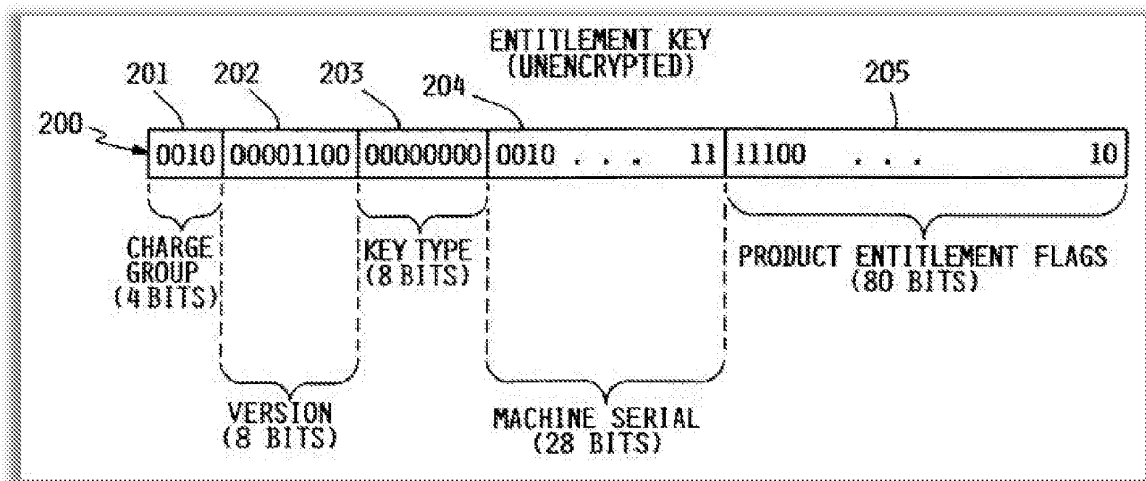 ENTITLEMENT KEY
(UNENCRYPTED)
201 202 203 204 205
200
0010 00001100 00000000 0010 . . . 11 11100 . . . 10
CHARGE
GROUP
(4 BITS)
KEY TYPE
(8 BITS)
PRODUCT ENTITLEMENT FLAGS
(80 BITS)
VERSION
(8 BITS)
MACHINE SERIAL
(28 BITS)